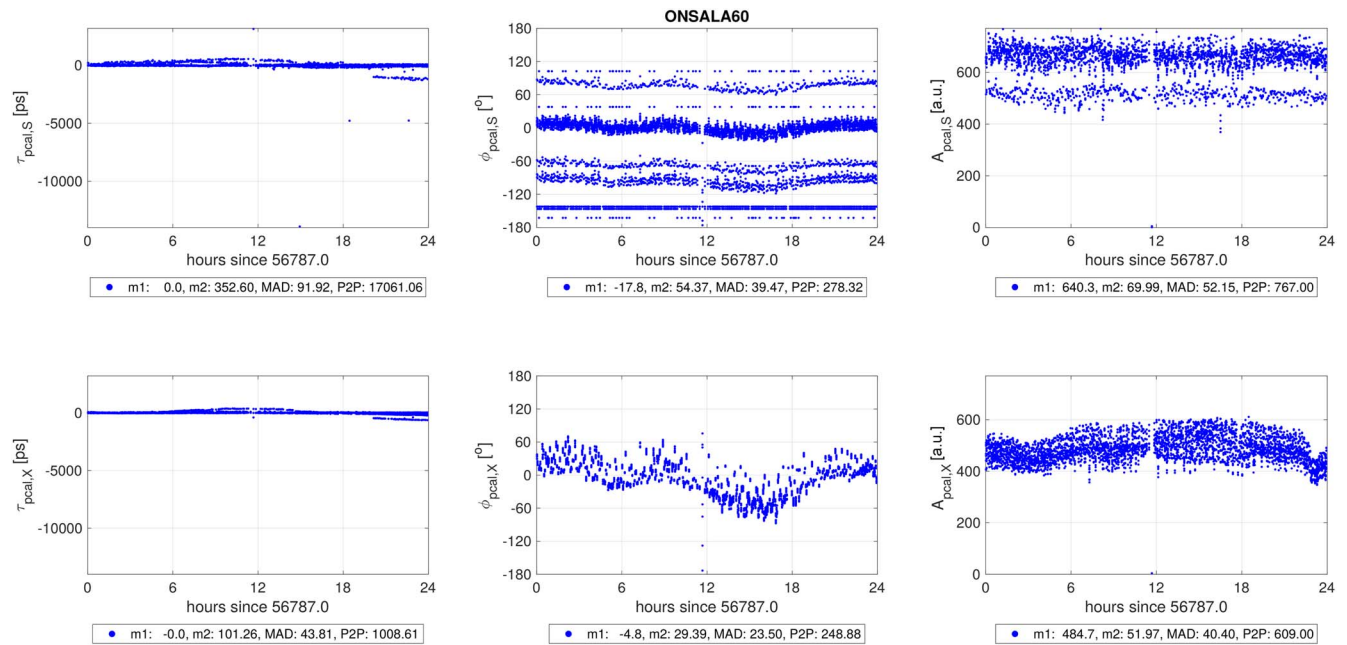 ONSALA60
τpcal,S [ps]
0
-5000
-10000
0 6 12 18 24
hours since 56787.0
m1: 0.0, m2: 352.60, MAD: 91.92, P2P: 17061.06
ϕpcal,S [°]
180
120
60
0
-60
-120
-180
0 6 12 18 24
hours since 56787.0
m1: -17.8, m2: 54.37, MAD: 39.47, P2P: 278.32
Apcal,S [a.u.]
600
400
200
0
0 6 12 18 24
hours since 56787.0
m1: 640.3, m2: 69.99, MAD: 52.15, P2P: 767.00
τpcal,X [ps]
0
-5000
-10000
0 6 12 18 24
hours since 56787.0
m1: -0.0, m2: 101.26, MAD: 43.81, P2P: 1008.61
ϕpcal,X [°]
180
120
60
0
-60
-120
-180
0 6 12 18 24
hours since 56787.0
m1: -4.8, m2: 29.39, MAD: 23.50, P2P: 248.88
Apcal,X [a.u.]
600
400
200
0
0 6 12 18 24
hours since 56787.0
m1: 484.7, m2: 51.97, MAD: 40.40, P2P: 609.00